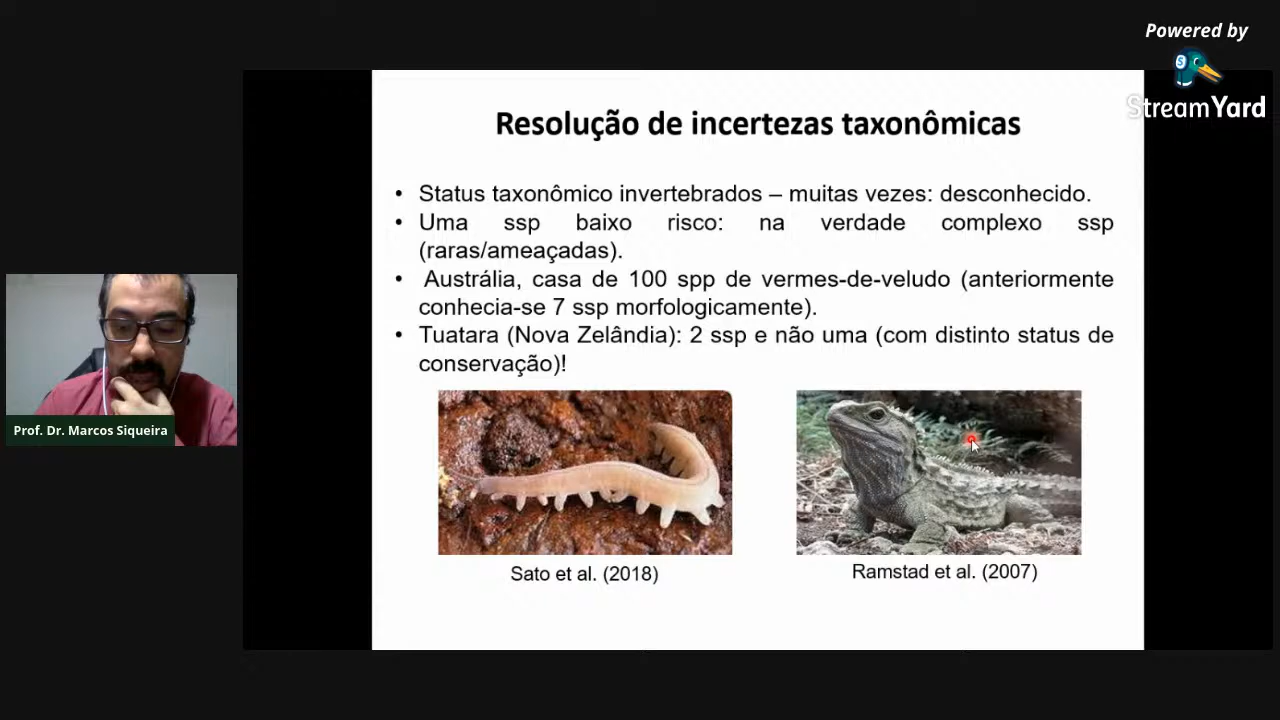 Powered by
StreamYard
Resolução de incertezas taxonômicas
• Status taxonômico invertebrados – muitas vezes: desconhecido.
• Uma ssp baixo risco: na verdade complexo ssp
(raras/ameaçadas).
• Austrália, casa de 100 spp de vermes-de-veludo (anteriormente
conhecia-se 7 ssp morfologicamente).
• Tuatara (Nova Zelândia): 2 ssp e não uma (com distinto status de
conservação)!
Sato et al. (2018)
Ramstad et al. (2007)
Prof. Dr. Marcos Siqueira